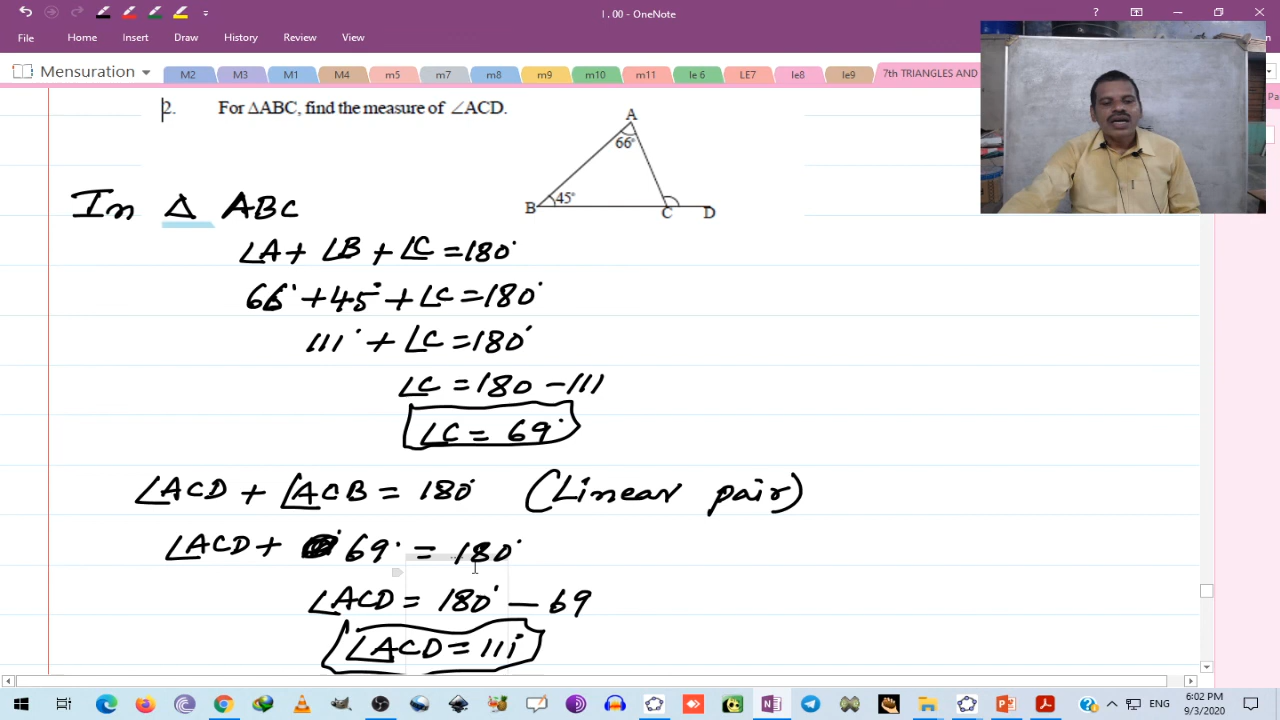 1.00 - OneNote
File Home Insert Draw History Review View
Mensuration M2 M3 M1 M4 m5 m7 m8 m9 m10 m11 le 6 LE7 le8 le9 7th TRIANGLES AND
Pa
2. For ΔABC, find the measure of ∠ACD.
A
66°
B 45° C D
In Δ ABC
∠A + ∠B + ∠C = 180°
66° + 45° + ∠C = 180°
111° + ∠C = 180°
∠C = 180 - 111
∠C = 69°
∠ACD + ∠ACB = 180° (Linear pair)
∠ACD + 69° = 180°
∠ACD = 180° - 69
∠ACD = 111°
6:02 PM
ENG
9/3/2020